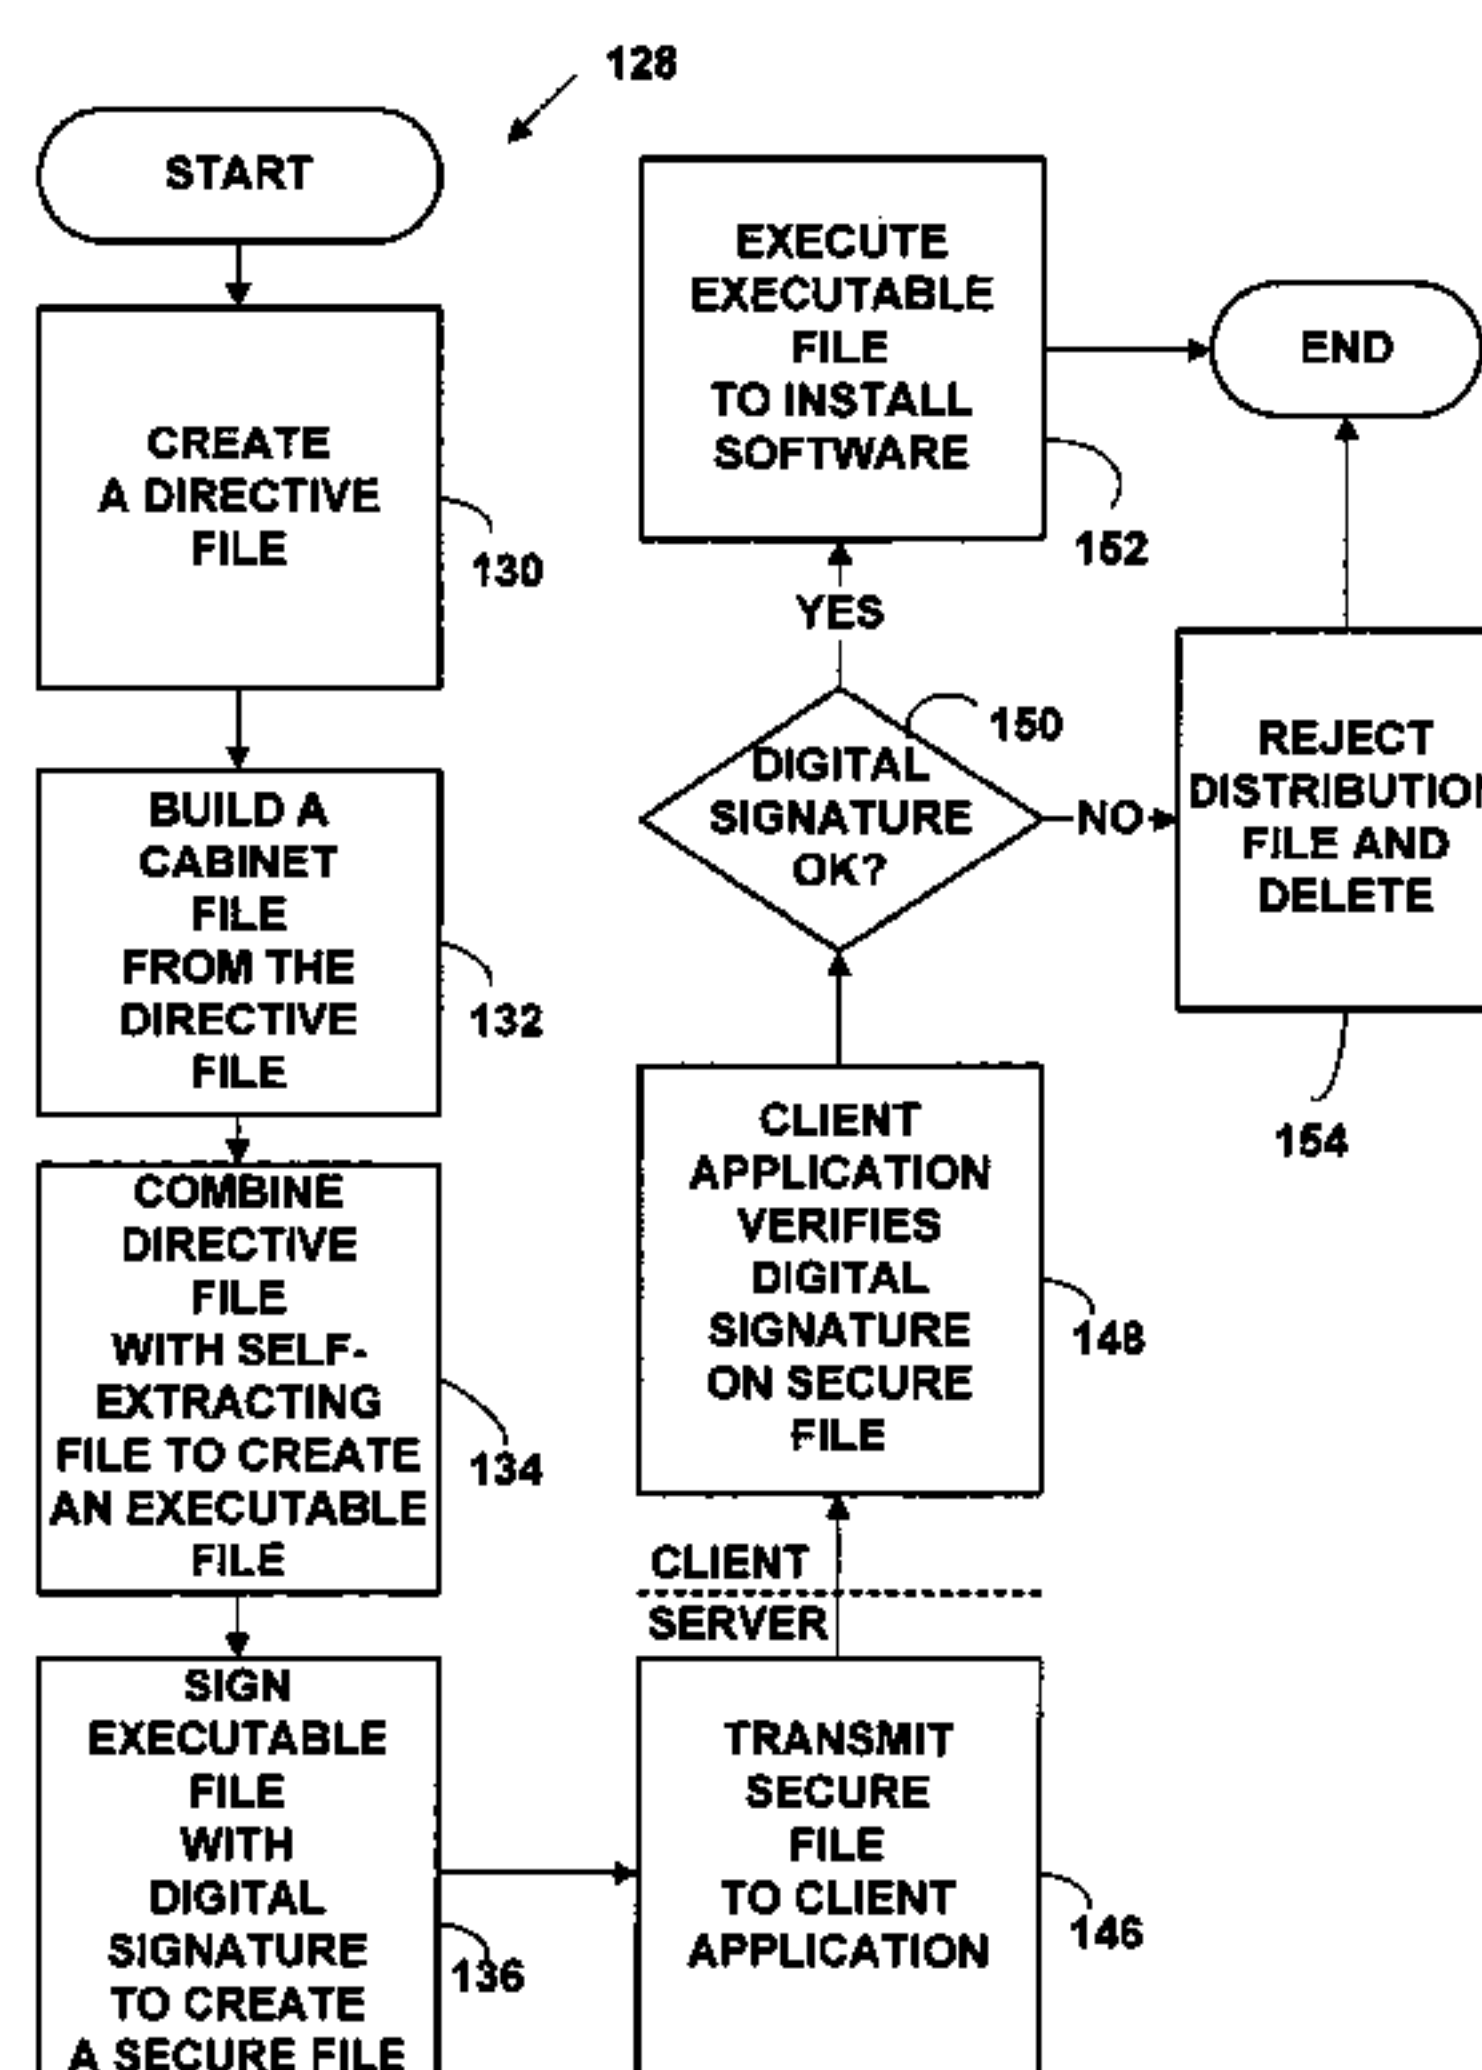 128
START
CREATE
A DIRECTIVE
FILE
130
BUILD A
CABINET
FILE
FROM THE
DIRECTIVE
FILE
132
COMBINE
DIRECTIVE
FILE
WITH SELF-
EXTRACTING
FILE TO CREATE
AN EXECUTABLE
FILE
134
SIGN
EXECUTABLE
FILE
WITH
DIGITAL
SIGNATURE
TO CREATE
A SECURE FILE
136
TRANSMIT
SECURE
FILE
TO CLIENT
APPLICATION
146
SERVER
CLIENT
CLIENT
APPLICATION
VERIFIES
DIGITAL
SIGNATURE
ON SECURE
FILE
148
DIGITAL
SIGNATURE
OK?
150
YES
NO
EXECUTE
EXECUTABLE
FILE
TO INSTALL
SOFTWARE
152
REJECT
DISTRIBUTION
FILE AND
DELETE
154
END